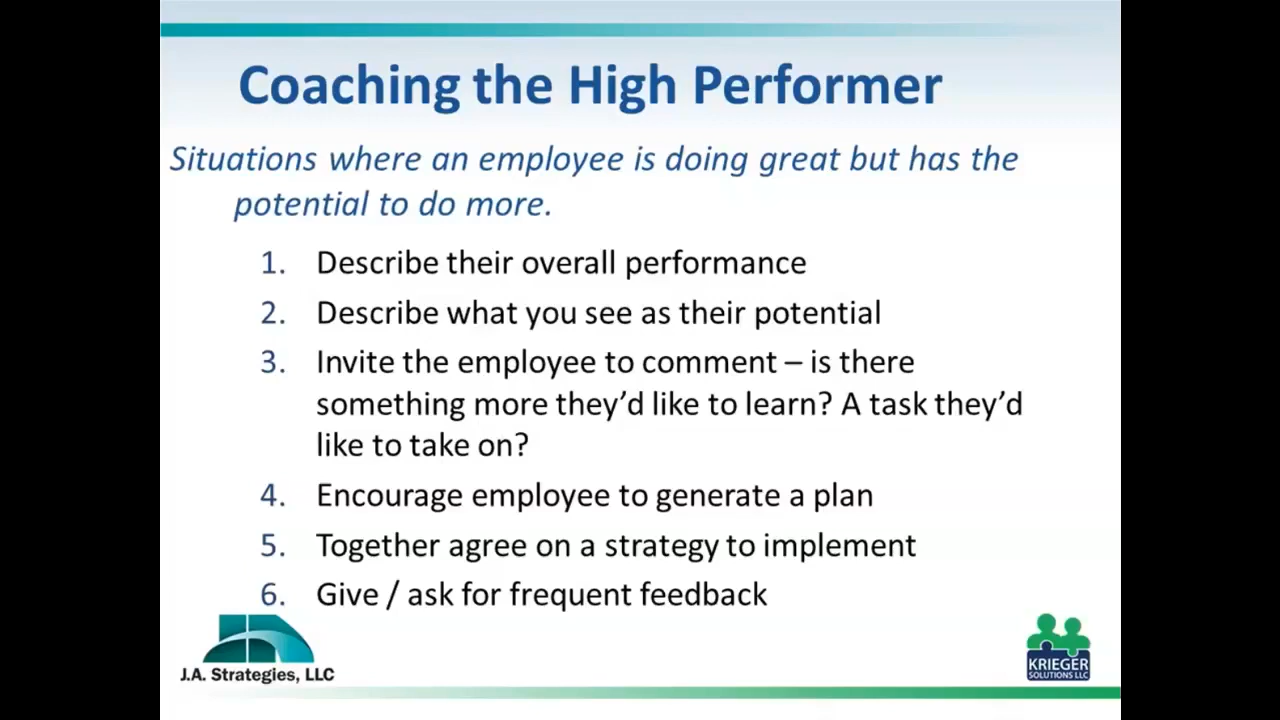 Coaching the High Performer
Situations where an employee is doing great but has the
potential to do more.
1. Describe their overall performance
2. Describe what you see as their potential
3. Invite the employee to comment – is there
something more they’d like to learn? A task they’d
like to take on?
4. Encourage employee to generate a plan
5. Together agree on a strategy to implement
6. Give / ask for frequent feedback
J.A. Strategies, LLC
KRIEGER
SOLUTIONS LLC